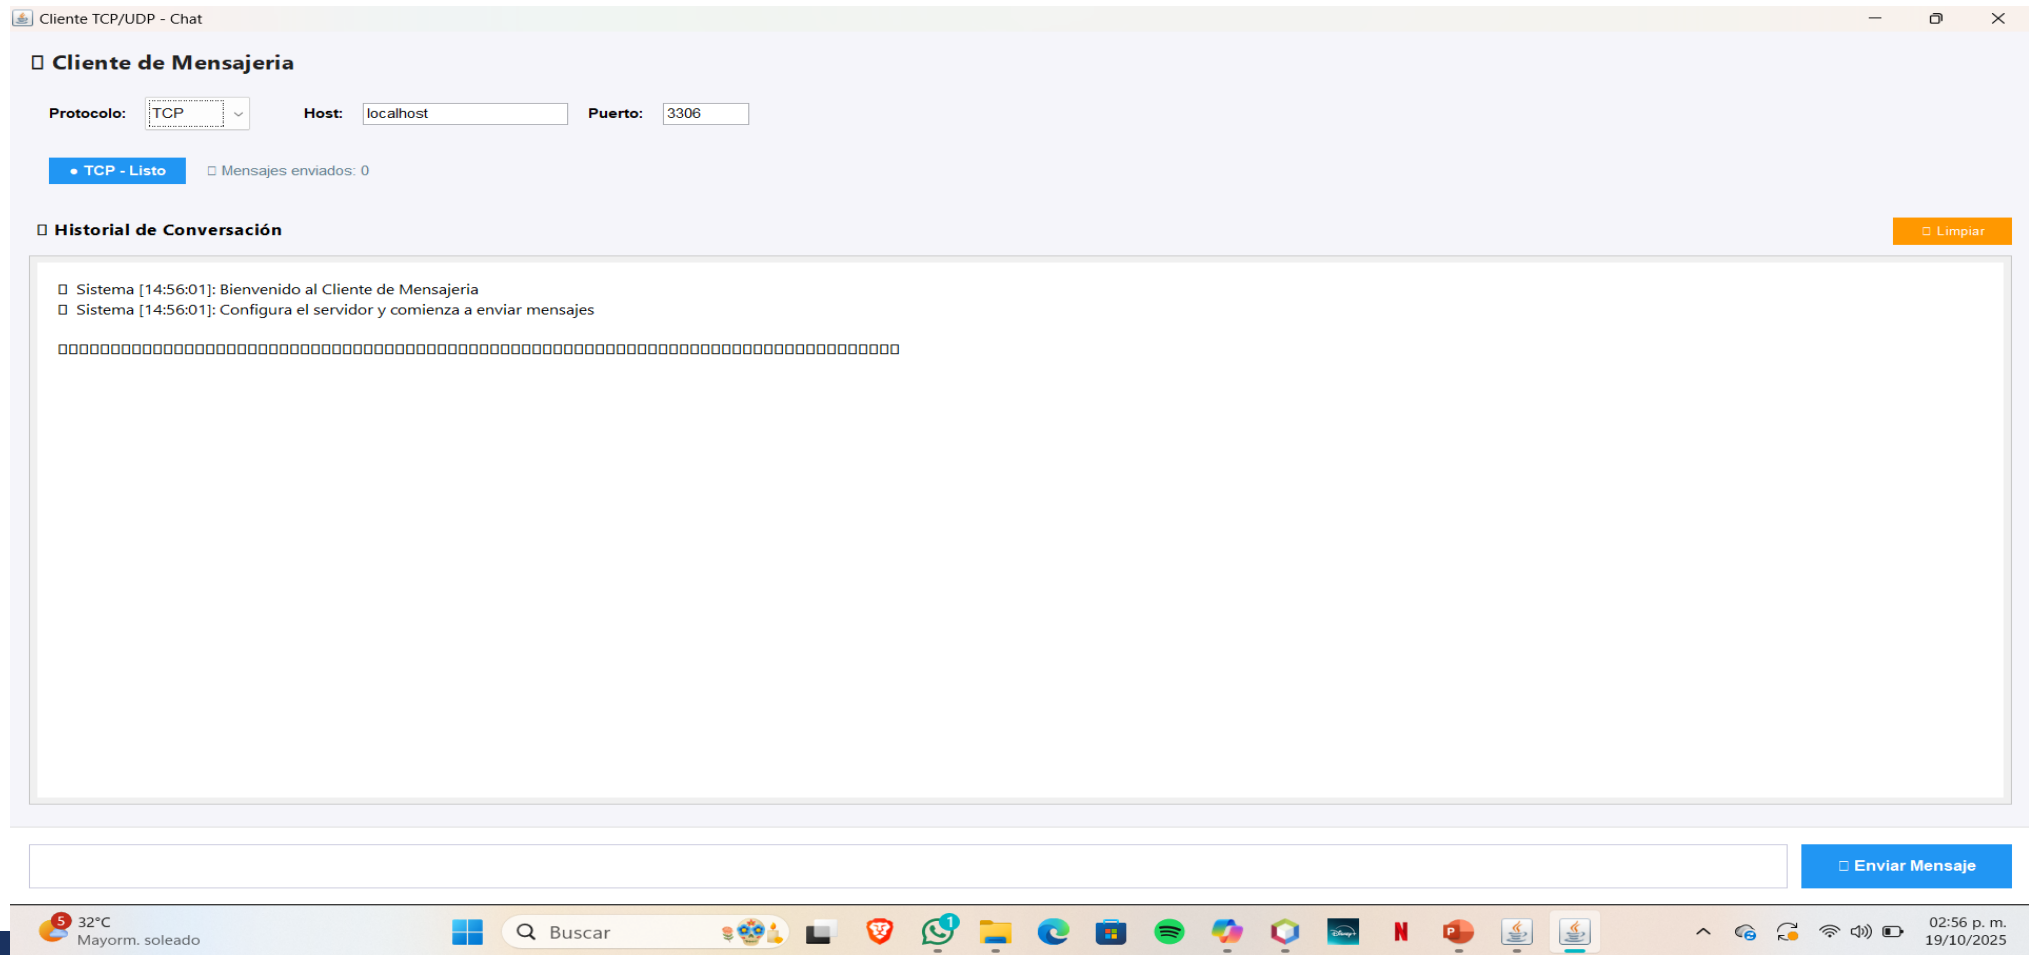 Cliente TCP/UDP - Chat
Cliente de Mensajeria
Protocolo: TCP Host: localhost Puerto: 3306
● TCP - Listo Mensajes enviados: 0
Historial de Conversación
Limpiar
Sistema [14:56:01]: Bienvenido al Cliente de Mensajeria
Sistema [14:56:01]: Configura el servidor y comienza a enviar mensajes
Enviar Mensaje
5
32°C
Mayorm. soleado
Buscar
1
Disney+
N
P
02:56 p. m.
19/10/2025